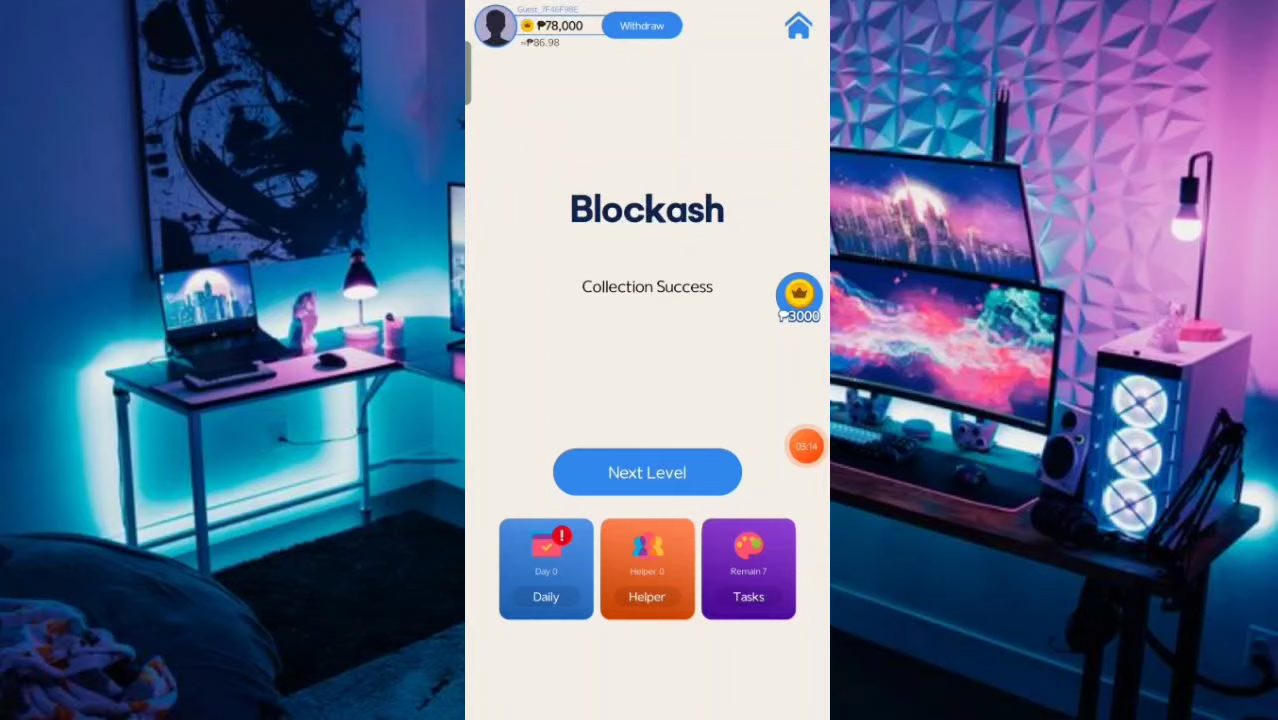 Guest_7F46F98E
₱78,000
Withdraw
≈₱86.98
Blockash
Collection Success
₱3000
03:14
Next Level
!
Day 0
Helper 0
Remain 7
Daily
Helper
Tasks